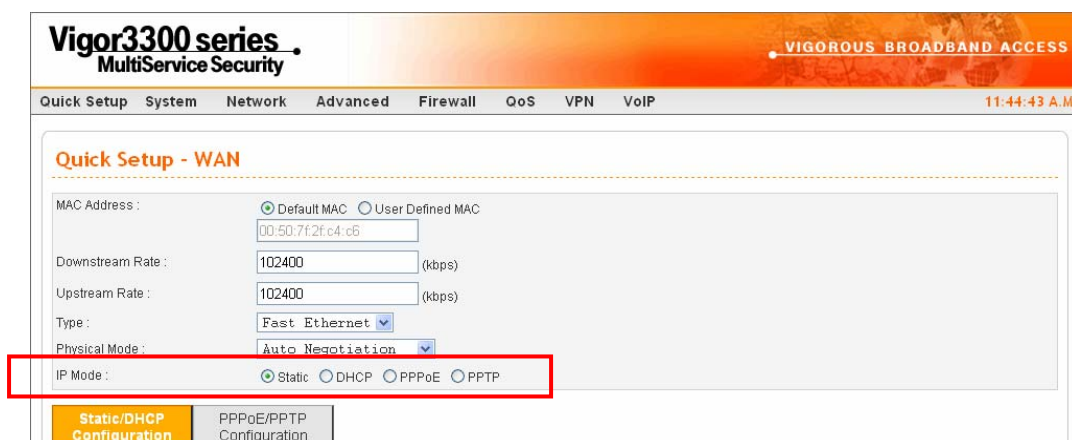 Vigor3300 series
MultiService Security
VIGOROUS BROADBAND ACCESS
Quick Setup System Network Advanced Firewall QoS VPN VoIP 11:44:43 A.M
Quick Setup - WAN
MAC Address : Default MAC User Defined MAC
00:50:7f:2f:c4:c6
Downstream Rate : 102400 (kbps)
Upstream Rate : 102400 (kbps)
Type : Fast Ethernet
Physical Mode : Auto Negotiation
IP Mode : Static DHCP PPPoE PPTP
Static/DHCP Configuration
PPPoE/PPTP Configuration